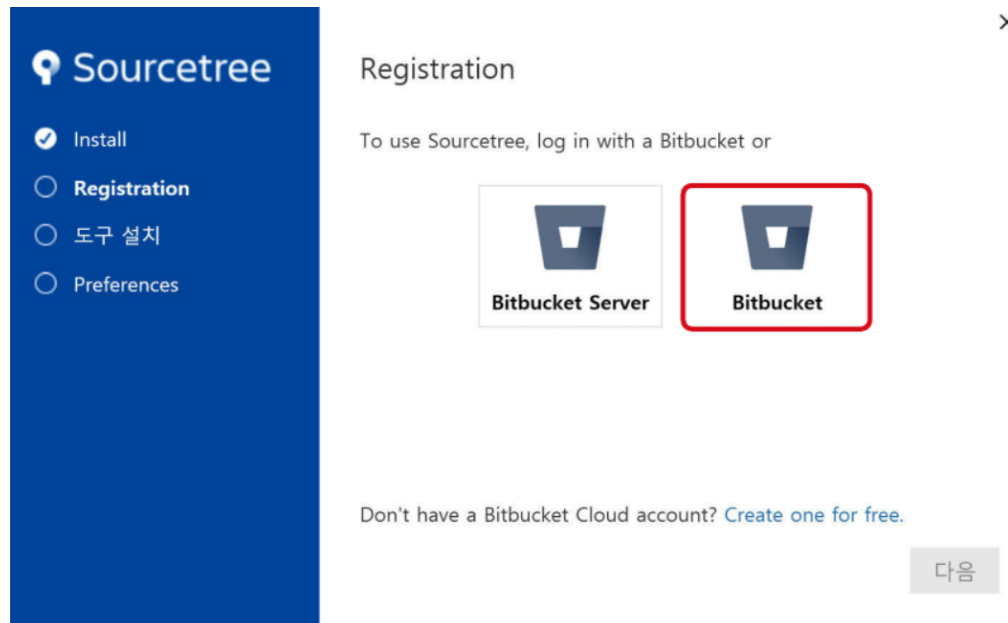 Sourcetree
Install
Registration
도구 설치
Preferences
Registration
To use Sourcetree, log in with a Bitbucket or
Bitbucket Server
Bitbucket
Don't have a Bitbucket Cloud account? Create one for free.
다음